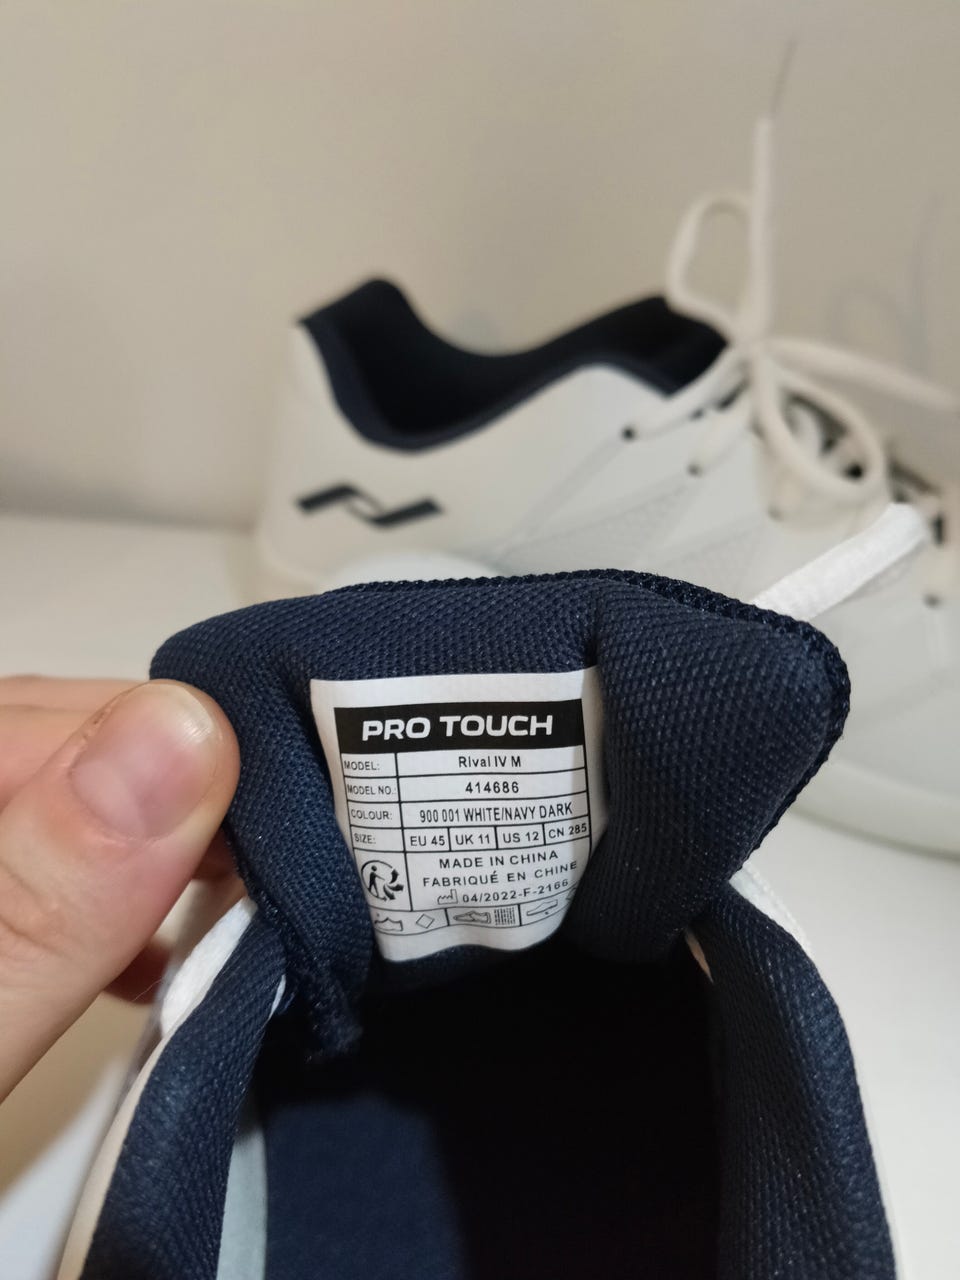 PRO TOUCH
MODEL: Rival IV M
MODEL NO.: 414686
COLOUR: 900 001 WHITE/NAVY DARK
SIZE: EU 45 UK 11 US 12 CN 285
MADE IN CHINA
FABRIQUÉ EN CHINE
04/2022-F-2166